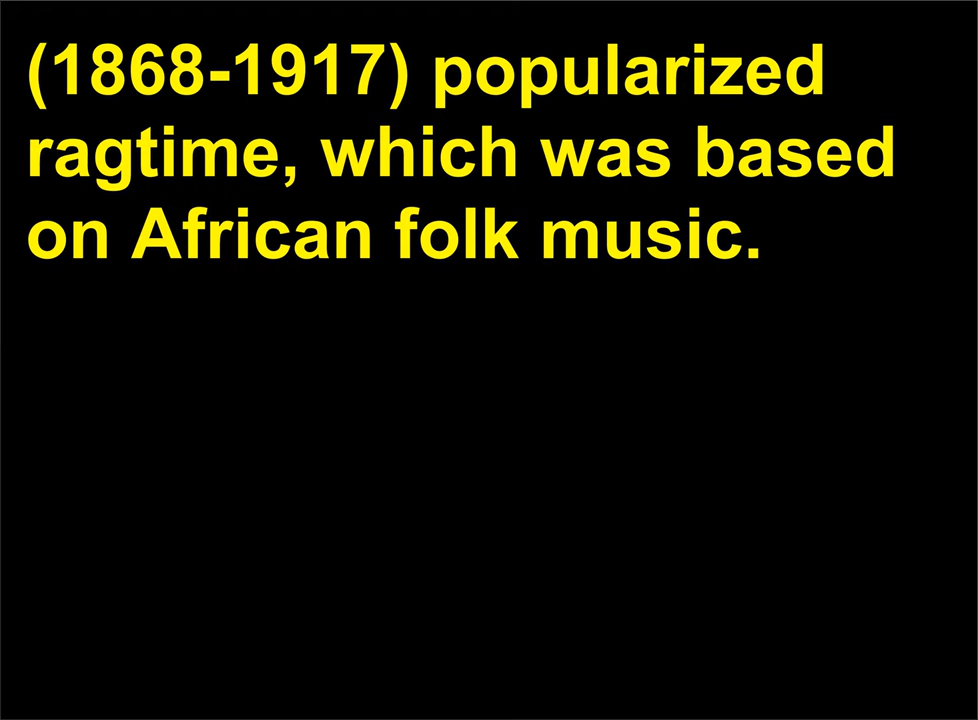 (1868-1917) popularized
ragtime, which was based
on African folk music.